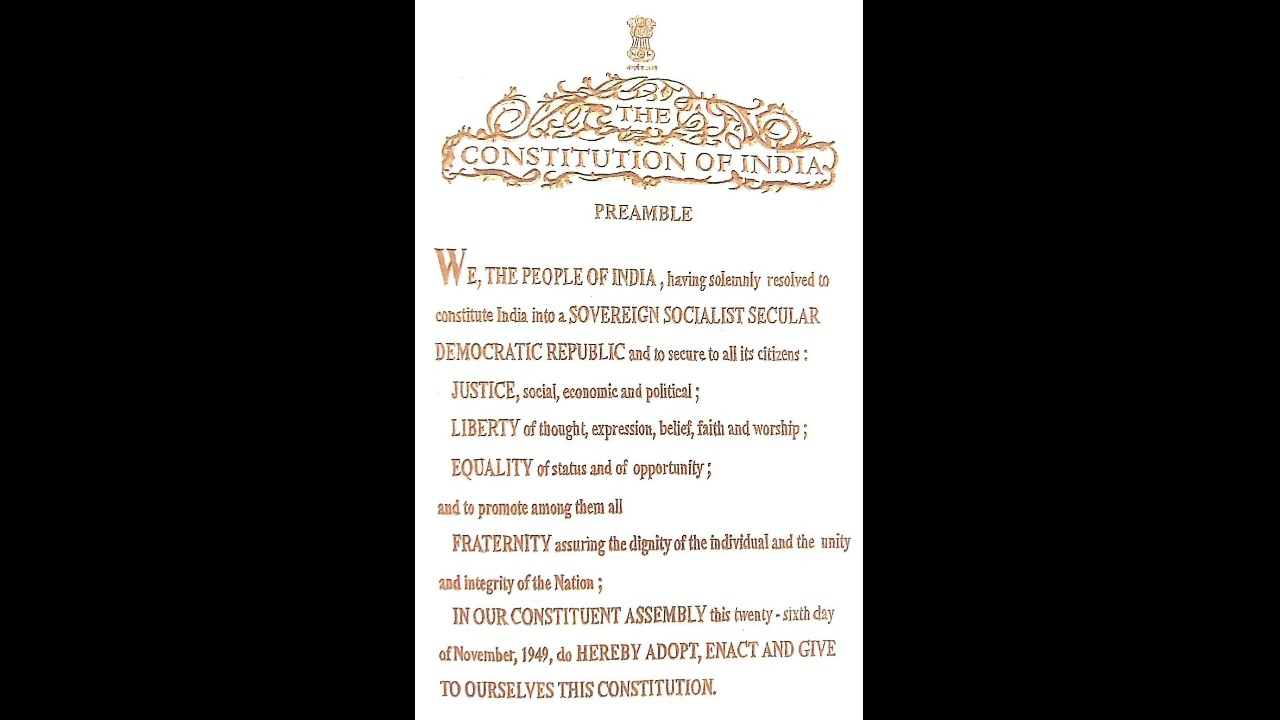 THE
CONSTITUTION OF INDIA
PREAMBLE
WE, THE PEOPLE OF INDIA , having solemnly resolved to
constitute India into a SOVEREIGN SOCIALIST SECULAR
DEMOCRATIC REPUBLIC and to secure to all its citizens :
JUSTICE, social, economic and political ;
LIBERTY of thought, expression, belief, faith and worship ;
EQUALITY of status and of opportunity ;
and to promote among them all
FRATERNITY assuring the dignity of the individual and the unity
and integrity of the Nation ;
IN OUR CONSTITUENT ASSEMBLY this twenty - sixth day
of November, 1949, do HEREBY ADOPT, ENACT AND GIVE
TO OURSELVES THIS CONSTITUTION.